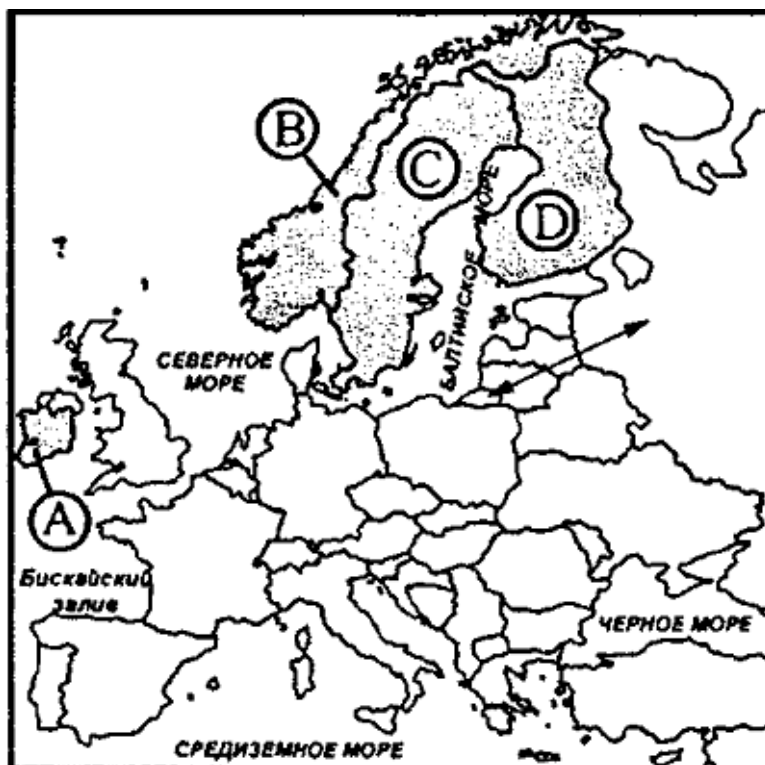 B
C
D
БАЛТИЙСКОЕ МОРЕ
СЕВЕРНОЕ
МОРЕ
A
Бискайский
залив
ЧЕРНОЕ МОРЕ
СРЕДИЗЕМНОЕ МОРЕ